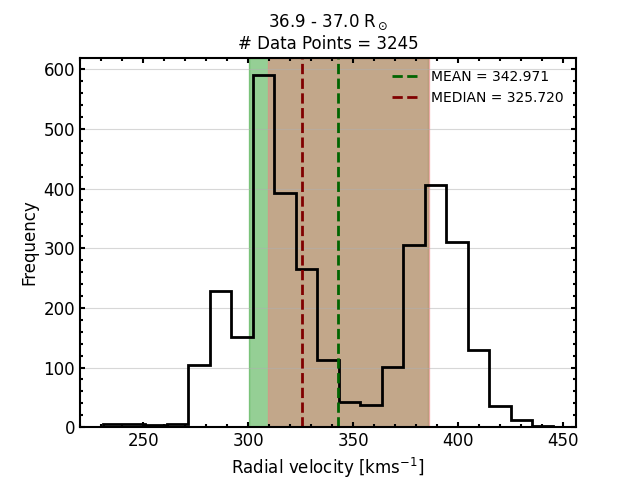 36.9 - 37.0 R⊙
# Data Points = 3245
MEAN = 342.971
MEDIAN = 325.720
600
500
400
300
200
100
0
Frequency
250
300
350
400
450
Radial velocity [kms⁻¹]